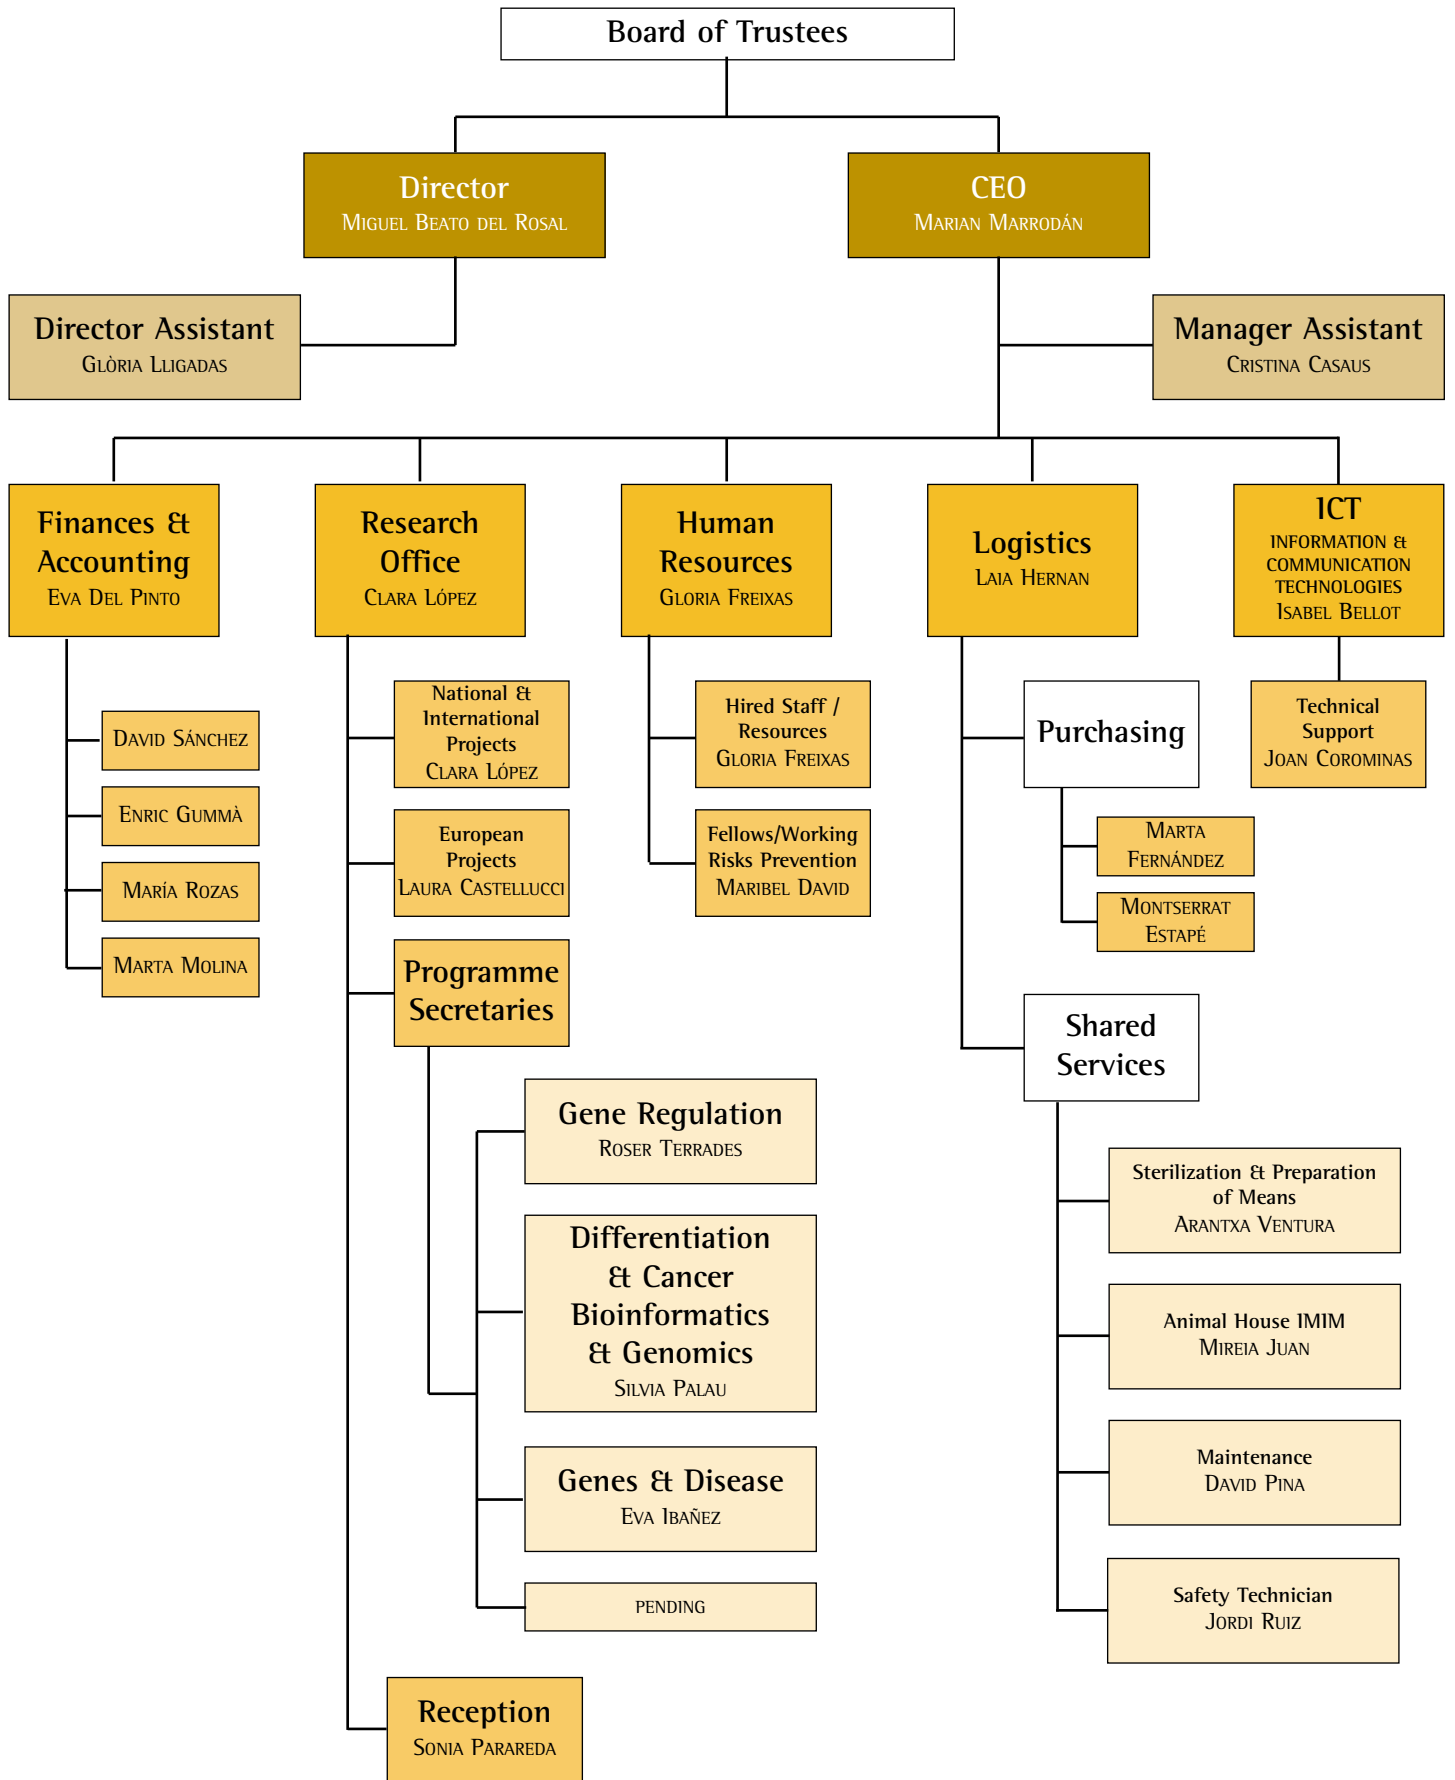 Board of Trustees
Director
Miguel Beato del Rosal
CEO
Marian Marrodán
Director Assistant
Glòria Lligadas
Manager Assistant
Cristina Casaus
Finances &
Accounting
Eva Del Pinto
Research
Office
Clara López
Human
Resources
Gloria Freixas
Logistics
Laia Hernan
ICT
INFORMATION &
COMMUNICATION
TECHNOLOGIES
Isabel Bellot
David Sánchez
Enric Gummà
María Rozas
Marta Molina
National &
International
Projects
Clara López
European
Projects
Laura Castellucci
Programme
Secretaries
Gene Regulation
Roser Terrades
Differentiation
& Cancer
Bioinformatics
& Genomics
Silvia Palau
Genes & Disease
Eva Ibañez
PENDING
Reception
Sonia Parareda
Hired Staff /
Resources
Gloria Freixas
Fellows/Working
Risks Prevention
Maribel David
Purchasing
Marta
Fernández
Montserrat
Estapé
Shared
Services
Sterilization & Preparation
of Means
Arantxa Ventura
Animal House IMIM
Mireia Juan
Maintenance
David Pina
Safety Technician
Jordi Ruiz
Technical
Support
Joan Corominas